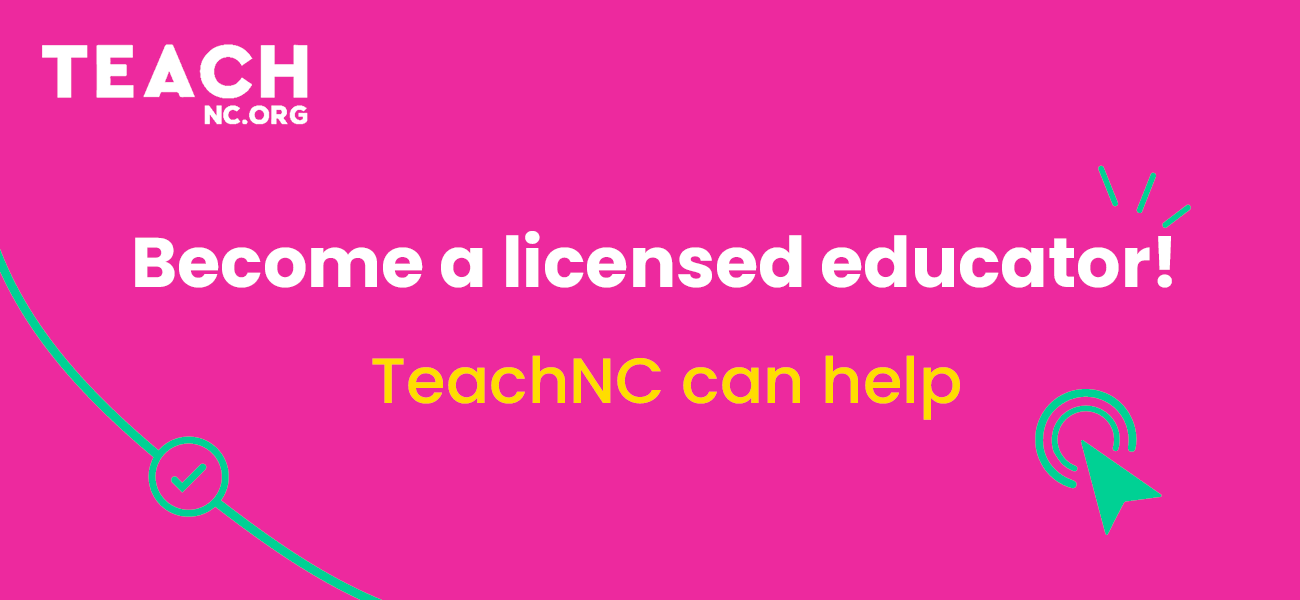 TEACH
NC.ORG
Become a licensed educator!
TeachNC can help